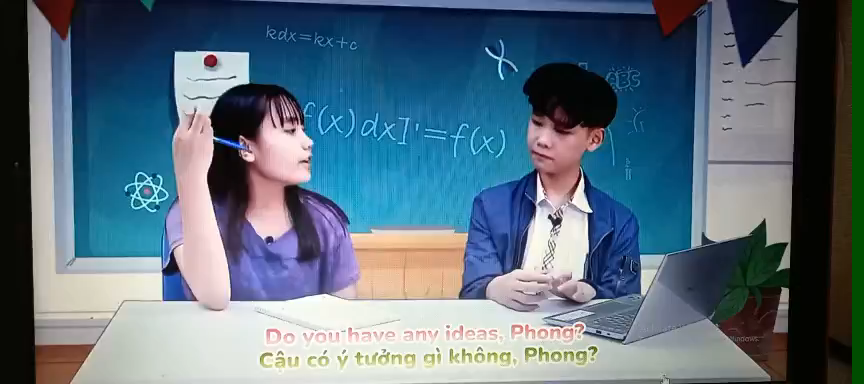 kdx=kx+c
f(x)dx]'=f(x)
ABC
Do you have any ideas, Phong?
Cậu có ý tưởng gì không, Phong?